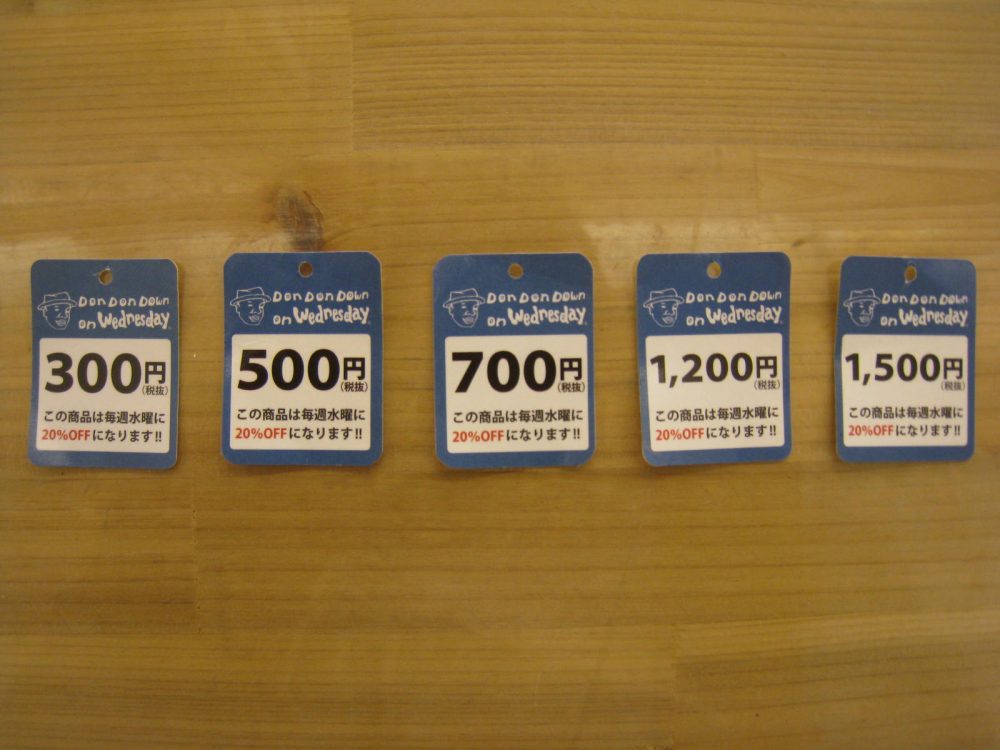 Don Don Down
on Wednesday
300円
(税抜)
この商品は毎週水曜に
20%OFFになります!!
Don Don Down
on Wednesday
500円
(税抜)
この商品は毎週水曜に
20%OFFになります!!
Don Don Down
on Wednesday
700円
(税抜)
この商品は毎週水曜に
20%OFFになります!!
Don Don Down
on Wednesday
1,200円
(税抜)
この商品は毎週水曜に
20%OFFになります!!
Don Don Down
on Wednesday
1,500円
(税抜)
この商品は毎週水曜に
20%OFFになります!!